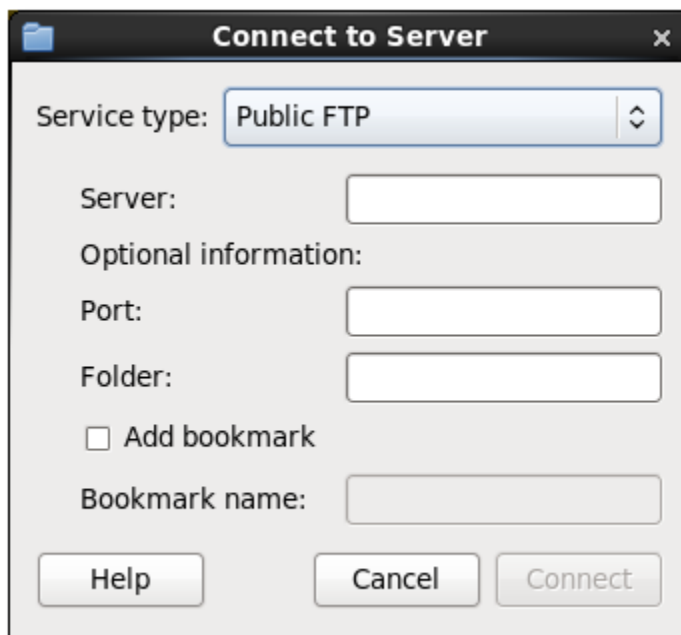 Connect to Server
Service type: Public FTP
Server:
Optional information:
Port:
Folder:
Add bookmark
Bookmark name:
Help Cancel Connect